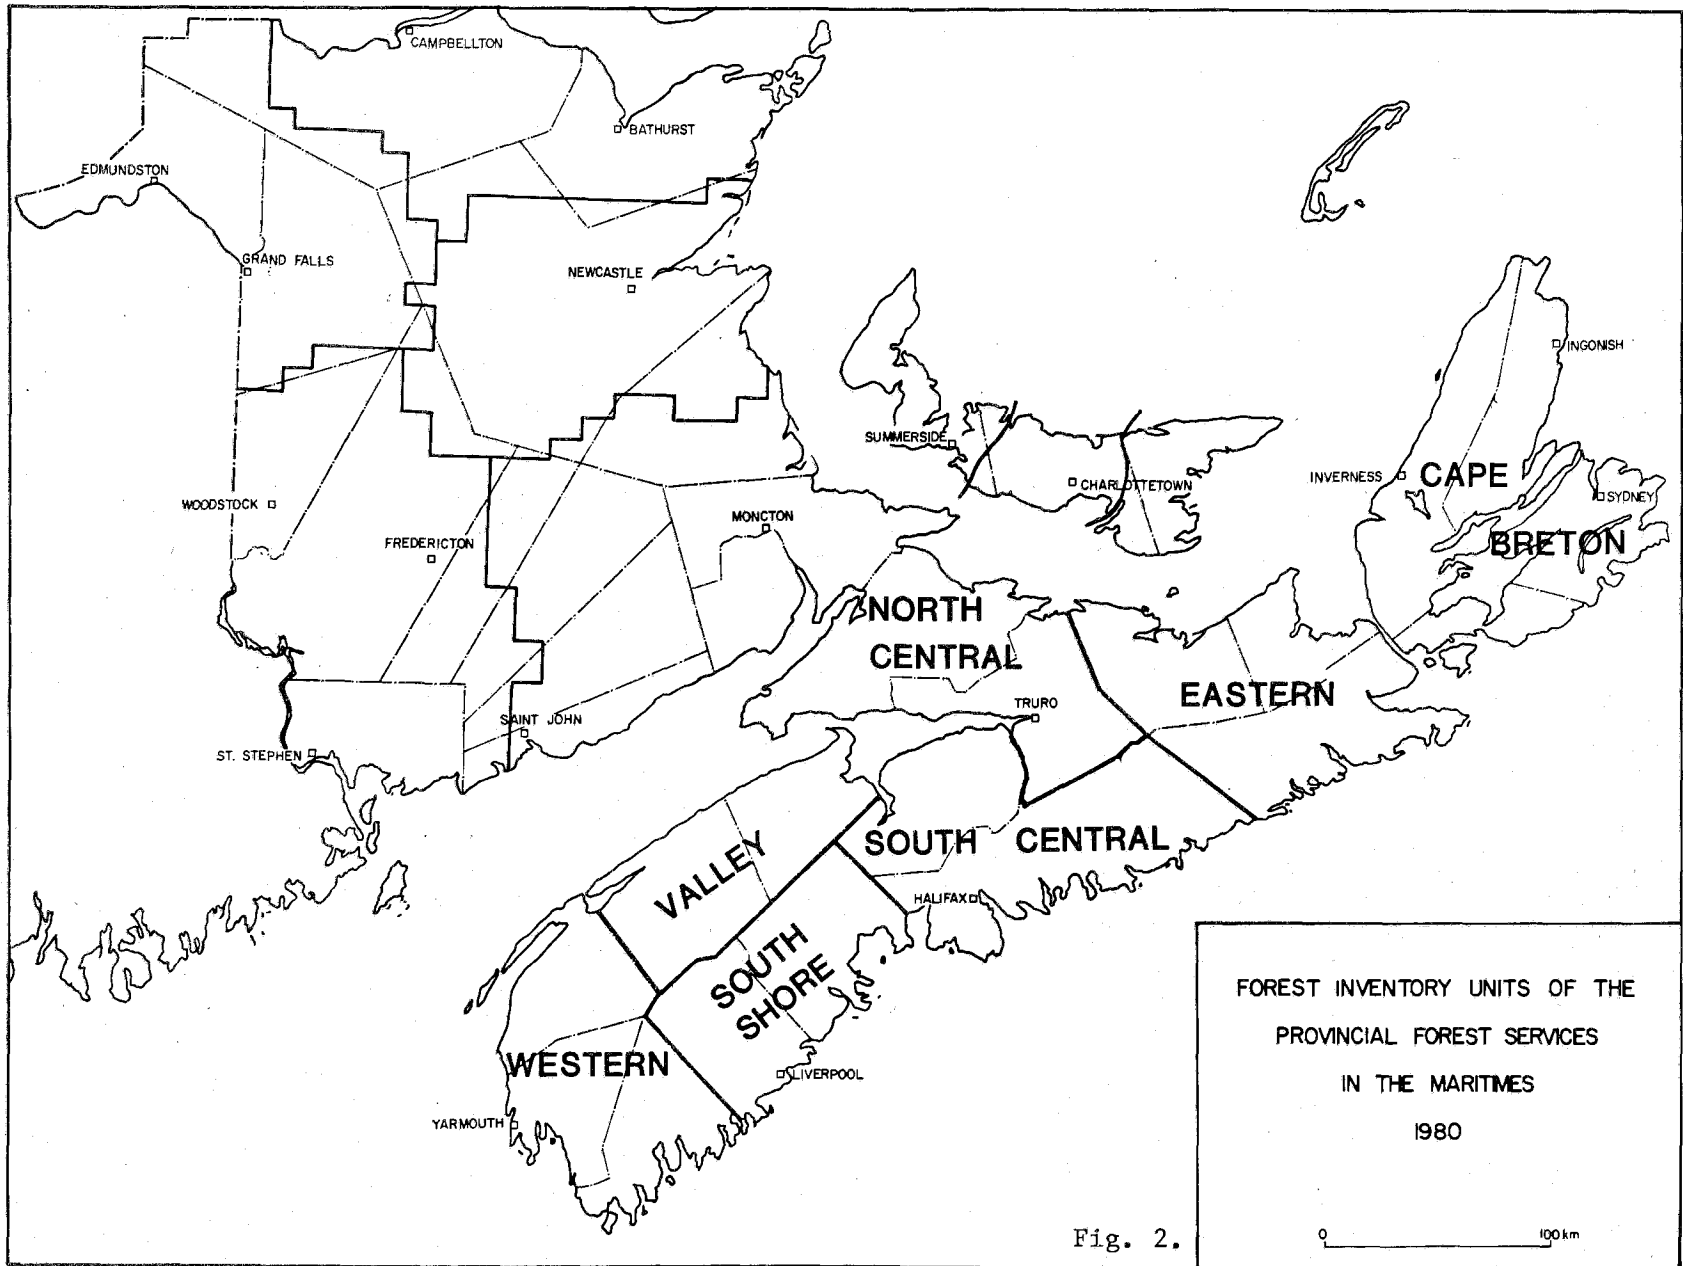 CAMPBELLTON
BATHURST
EDMUNDSTON
GRAND FALLS
NEWCASTLE
INGONISH
SUMMERSIDE
CHARLOTTETOWN
INVERNESS
CAPE
BRETON
SYDNEY
WOODSTOCK
MONCTON
FREDERICTON
NORTH
CENTRAL
EASTERN
TRURO
SAINT JOHN
ST. STEPHEN
VALLEY
SOUTH CENTRAL
HALIFAX
SOUTH
SHORE
WESTERN
LIVERPOOL
YARMOUTH
FOREST INVENTORY UNITS OF THE
PROVINCIAL FOREST SERVICES
IN THE MARITIMES
1980
0 100 km
Fig. 2.